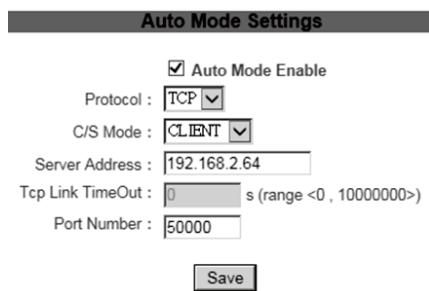 Auto Mode Settings
Auto Mode Enable
Protocol : TCP
C/S Mode : CLIENT
Server Address : 192.168.2.64
Tcp Link TimeOut : 0 s (range <0 , 10000000>)
Port Number : 50000
Save